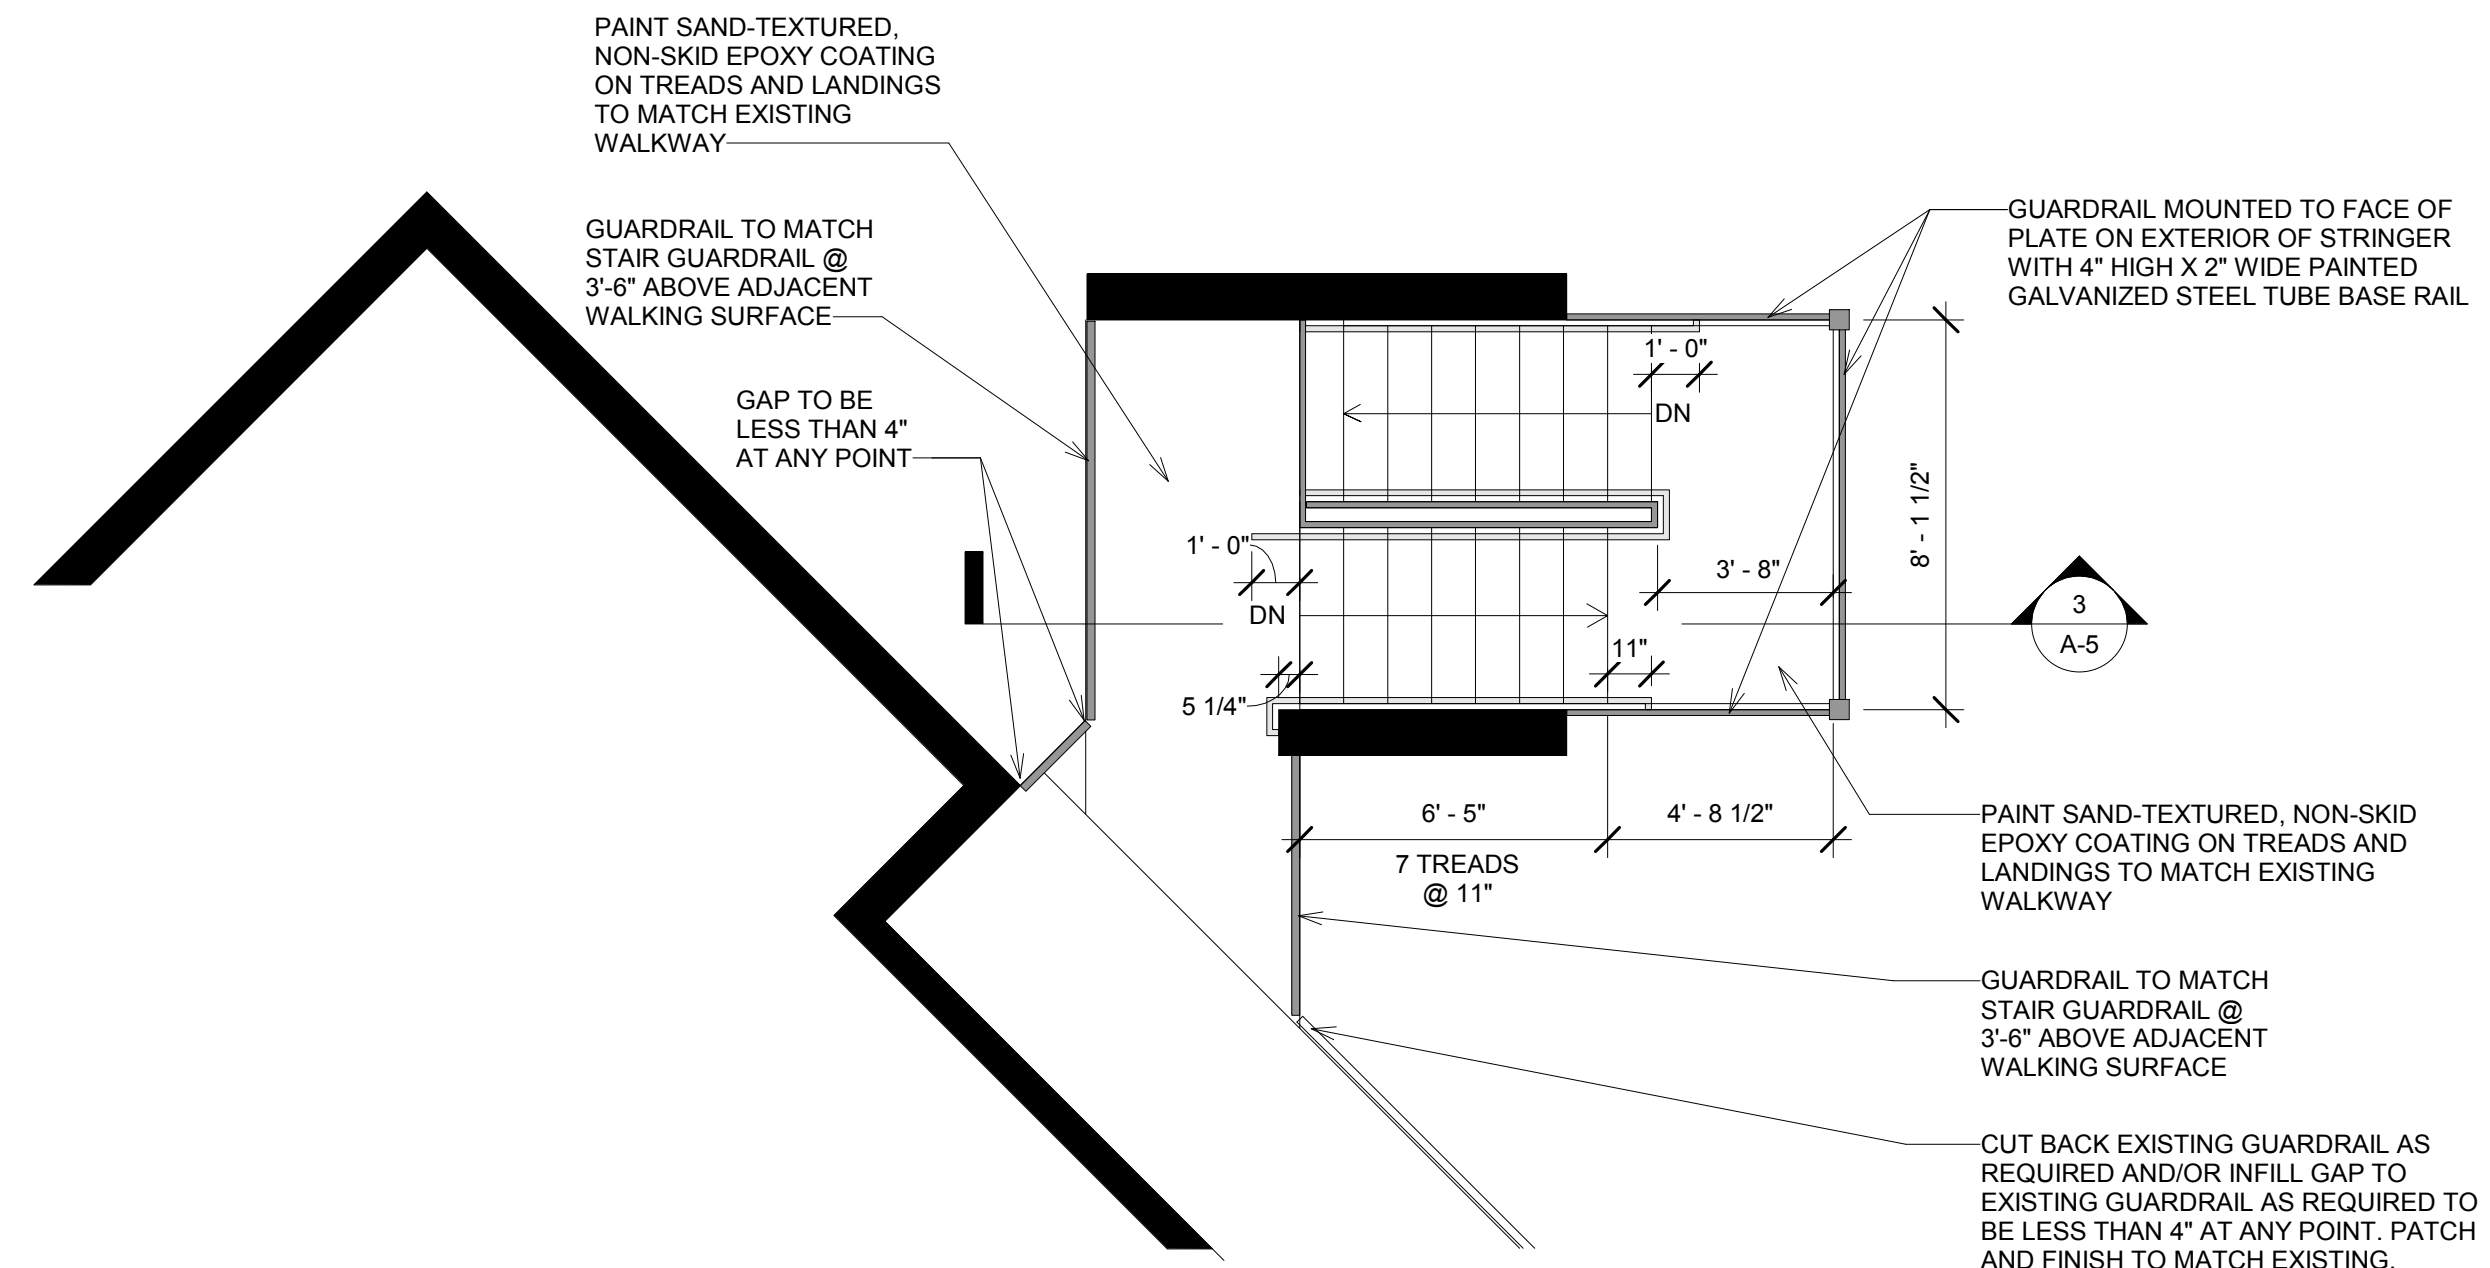 PAINT SAND-TEXTURED,
NON-SKID EPOXY COATING
ON TREADS AND LANDINGS
TO MATCH EXISTING
WALKWAY
GUARDRAIL TO MATCH
STAIR GUARDRAIL @
3'-6" ABOVE ADJACENT
WALKING SURFACE
GAP TO BE
LESS THAN 4"
AT ANY POINT
GUARDRAIL MOUNTED TO FACE OF
PLATE ON EXTERIOR OF STRINGER
WITH 4" HIGH X 2" WIDE PAINTED
GALVANIZED STEEL TUBE BASE RAIL
1' - 0"
DN
8' - 1 1/2"
1' - 0"
3' - 8"
DN
3
A-5
11"
5 1/4"
6' - 5"
4' - 8 1/2"
7 TREADS
@ 11"
PAINT SAND-TEXTURED, NON-SKID
EPOXY COATING ON TREADS AND
LANDINGS TO MATCH EXISTING
WALKWAY
GUARDRAIL TO MATCH
STAIR GUARDRAIL @
3'-6" ABOVE ADJACENT
WALKING SURFACE
CUT BACK EXISTING GUARDRAIL AS
REQUIRED AND/OR INFILL GAP TO
EXISTING GUARDRAIL AS REQUIRED TO
BE LESS THAN 4" AT ANY POINT. PATCH
AND FINISH TO MATCH EXISTING.